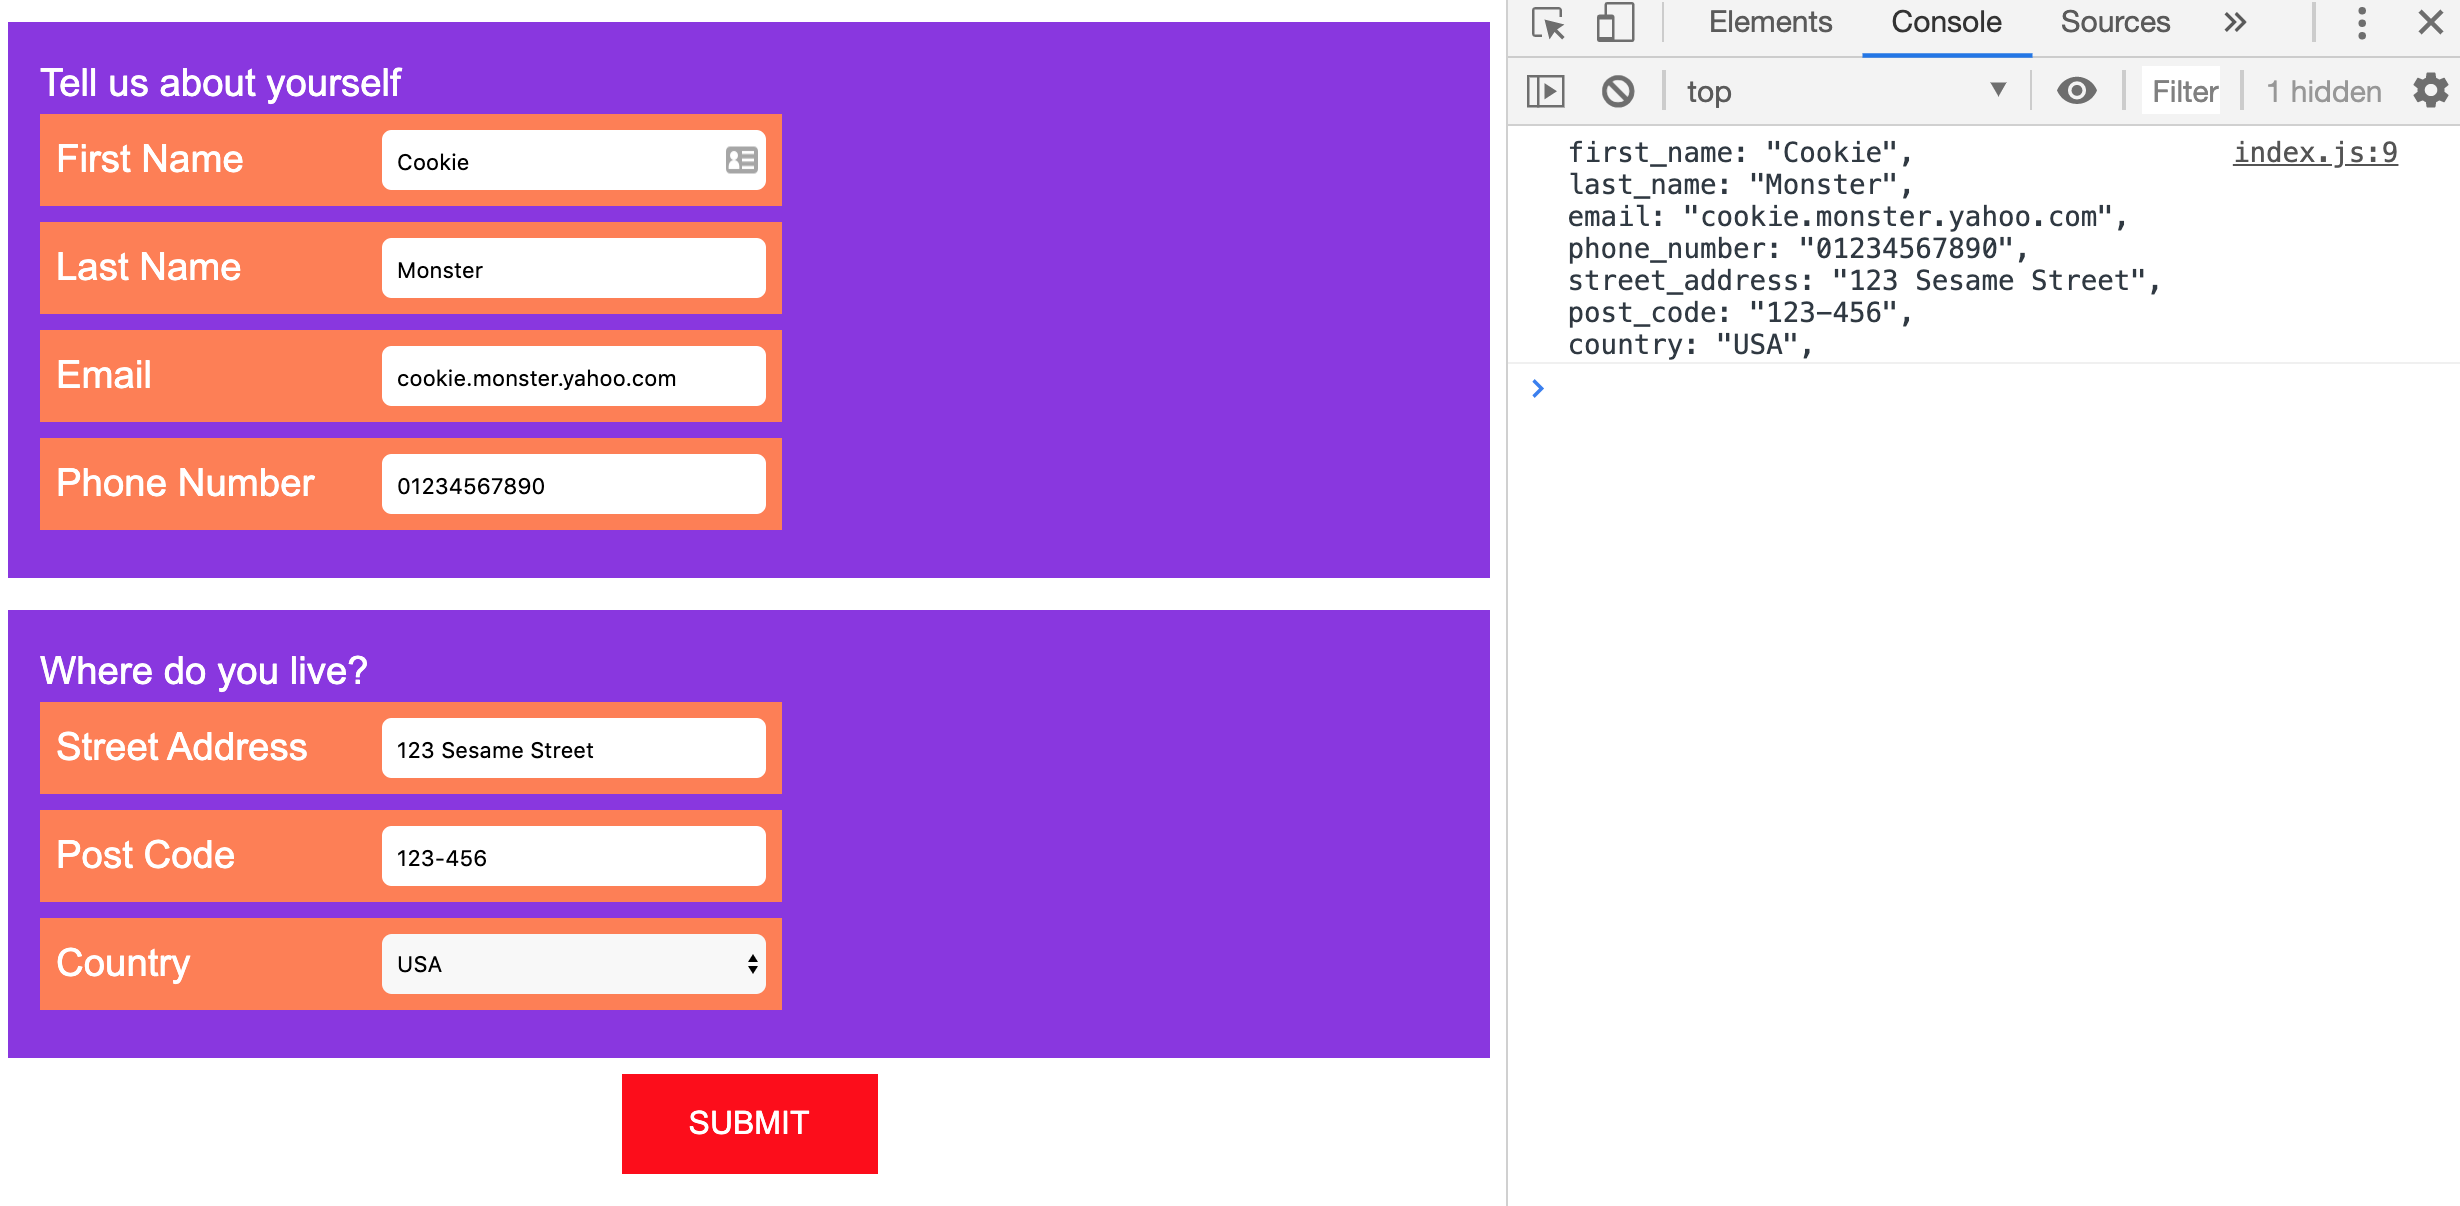 Tell us about yourself
First Name
Cookie
Last Name
Monster
Email
cookie.monster.yahoo.com
Phone Number
01234567890
Where do you live?
Street Address
123 Sesame Street
Post Code
123-456
Country
USA
SUBMIT
Elements Console Sources
top Filter 1 hidden
first_name: "Cookie", index.js:9
last_name: "Monster",
email: "cookie.monster.yahoo.com",
phone_number: "01234567890",
street_address: "123 Sesame Street",
post_code: "123-456",
country: "USA",